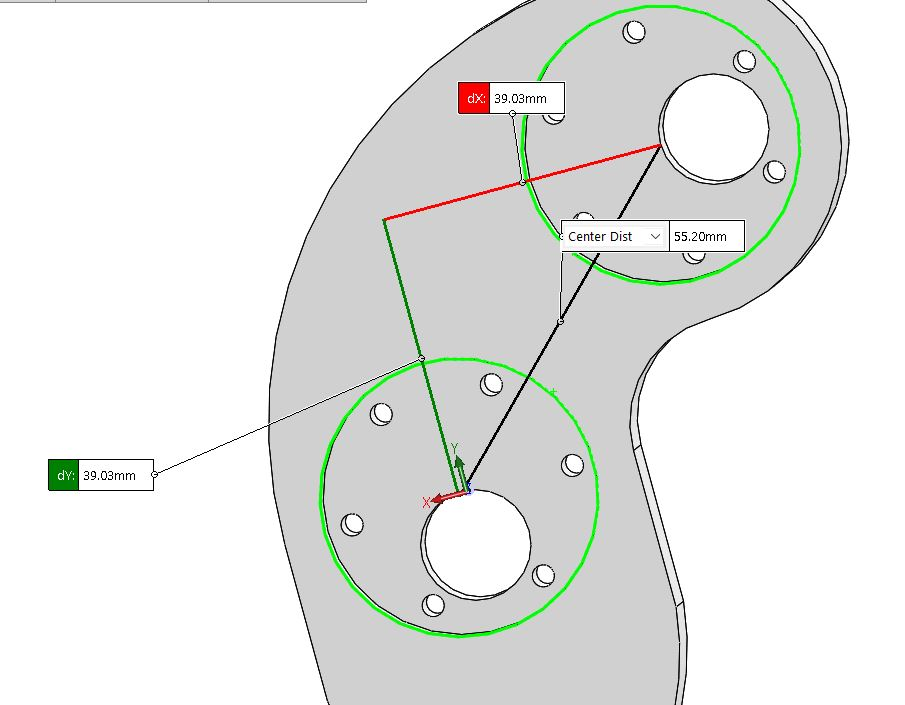 dX: 39.03mm
Center Dist 55.20mm
Y
dY: 39.03mm
X